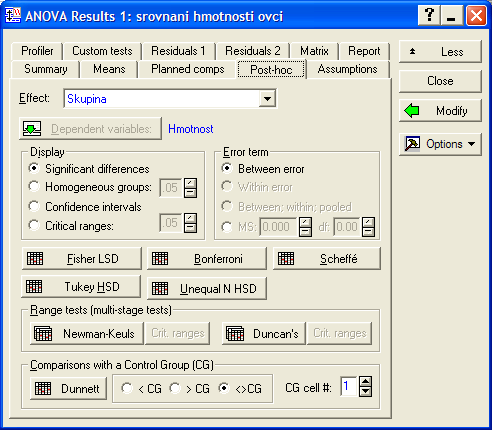 ANOVA Results 1: srovnani hmotnosti ovci
?
Profiler Custom tests Residuals 1 Residuals 2 Matrix Report
Summary Means Planned comps Post-hoc Assumptions
Less
Close
Modify
Options
Effect: Skupina
Dependent variables: Hmotnost
Display
Significant differences
Homogeneous groups: .05
Confidence intervals
Critical ranges: .05
Error term
Between error
Within error
Between; within; pooled
MS: 0.000 df: 0.00
Fisher LSD Bonferroni Scheffé
Tukey HSD Unequal N HSD
Range tests (multi-stage tests)
Newman-Keuls Crit. ranges Duncan's Crit. ranges
Comparisons with a Control Group (CG)
Dunnett < CG > CG <>CG CG cell #: 1